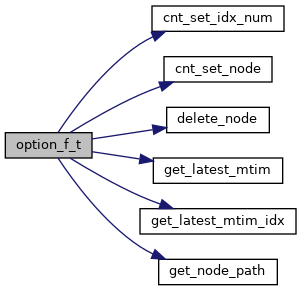 cnt_set_idx_num
cnt_set_node
delete_node
option_f_t
get_latest_mtim
get_latest_mtim_idx
get_node_path